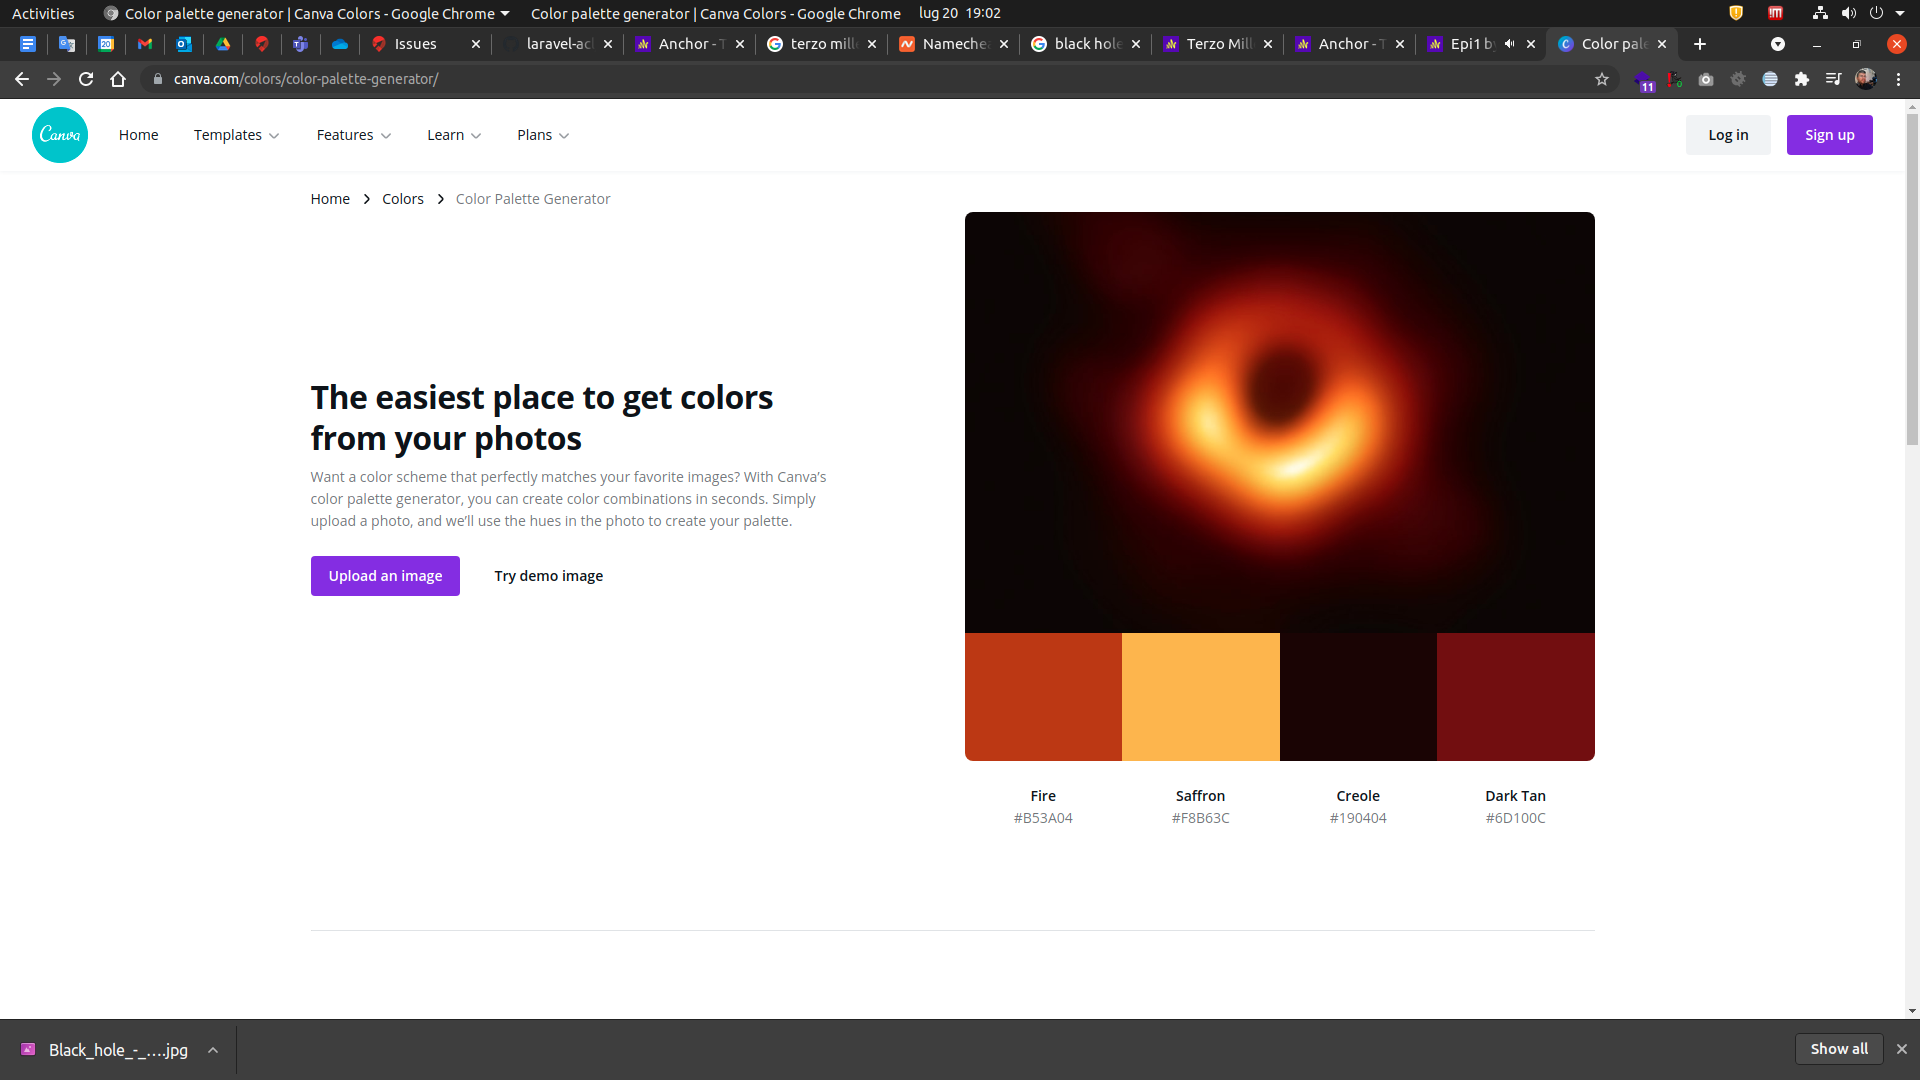 Activities
Color palette generator | Canva Colors - Google Chrome
Color palette generator | Canva Colors - Google Chrome
lug 20 19:02
Issues
laravel-acl
Anchor - T
terzo mill
Nameche
black hole
Terzo Mill
Anchor - T
Epi1 by
Color pale
canva.com/colors/color-palette-generator/
11
Canva
Home
Templates
Features
Learn
Plans
Log in
Sign up
Home
Colors
Color Palette Generator
The easiest place to get colors
from your photos
Want a color scheme that perfectly matches your favorite images? With Canva’s
color palette generator, you can create color combinations in seconds. Simply
upload a photo, and we’ll use the hues in the photo to create your palette.
Upload an image
Try demo image
Fire
Saffron
Creole
Dark Tan
#B53A04
#F8B63C
#190404
#6D100C
Black_hole_-_....jpg
Show all